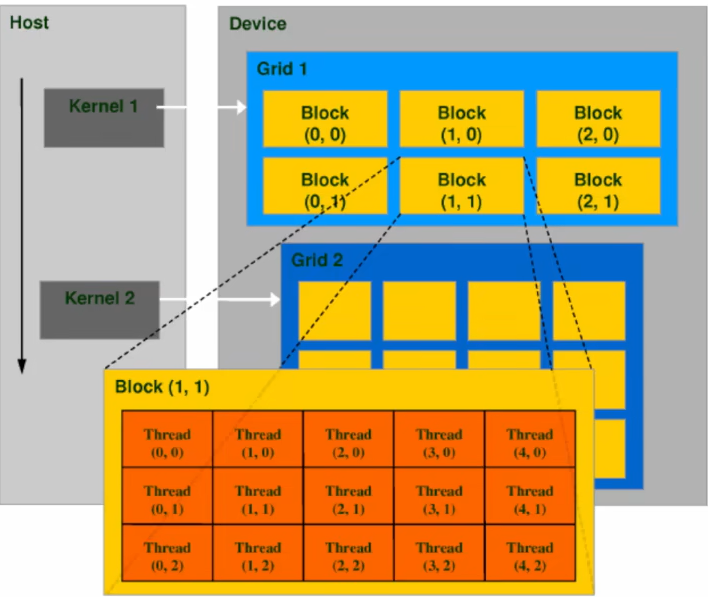 Host
Device
Kernel 1
Grid 1
Block
(0, 0)
Block
(1, 0)
Block
(2, 0)
Block
(0, 1)
Block
(1, 1)
Block
(2, 1)
Kernel 2
Grid 2
Block (1, 1)
Thread
(0, 0)
Thread
(1, 0)
Thread
(2, 0)
Thread
(3, 0)
Thread
(4, 0)
Thread
(0, 1)
Thread
(1, 1)
Thread
(2, 1)
Thread
(3, 1)
Thread
(4, 1)
Thread
(0, 2)
Thread
(1, 2)
Thread
(2, 2)
Thread
(3, 2)
Thread
(4, 2)